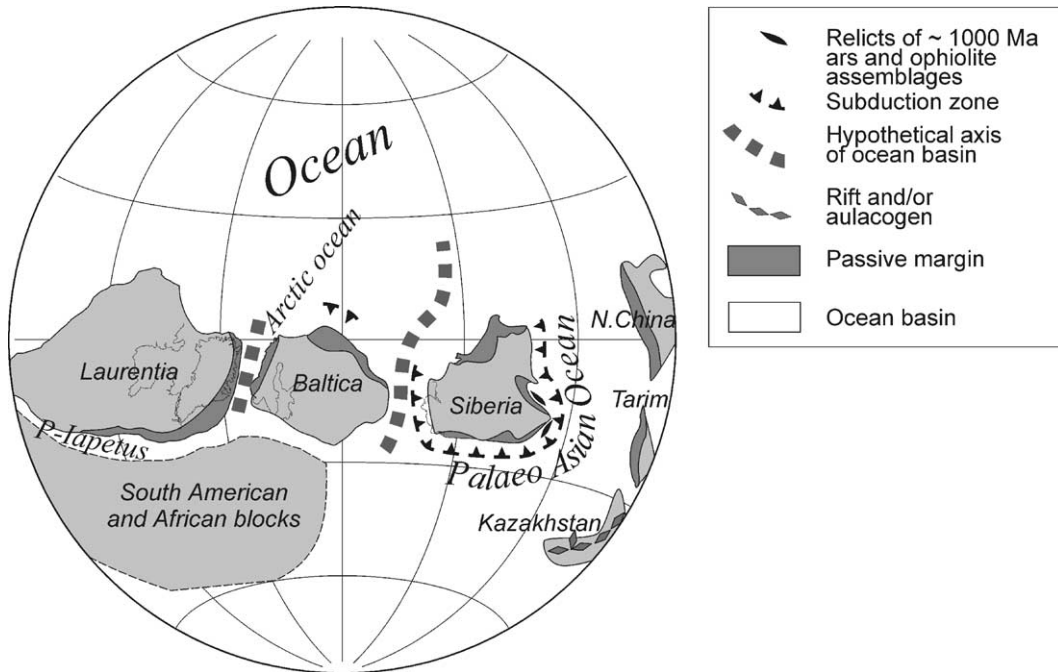 Ocean
Arctic ocean
Laurentia
Baltica
Siberia
N.China
Tarim
P-Iapetus
Palaeo Asian Ocean
South American
and African blocks
Kazakhstan
Relicts of ~ 1000 Ma
ars and ophiolite
assemblages
Subduction zone
Hypothetical axis
of ocean basin
Rift and/or
aulacogen
Passive margin
Ocean basin